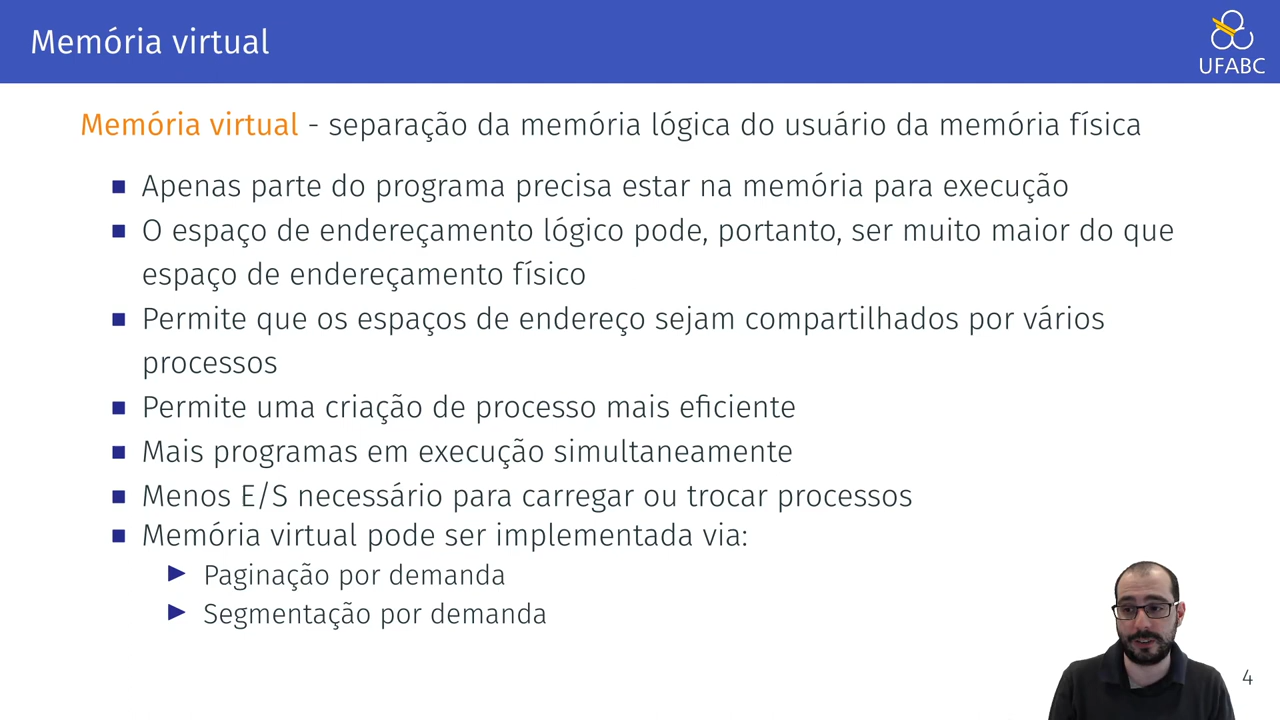 Memória virtual
UFABC
Memória virtual - separação da memória lógica do usuário da memória física
Apenas parte do programa precisa estar na memória para execução
O espaço de endereçamento lógico pode, portanto, ser muito maior do que
espaço de endereçamento físico
Permite que os espaços de endereço sejam compartilhados por vários
processos
Permite uma criação de processo mais eficiente
Mais programas em execução simultaneamente
Menos E/S necessário para carregar ou trocar processos
Memória virtual pode ser implementada via:
Paginação por demanda
Segmentação por demanda
4